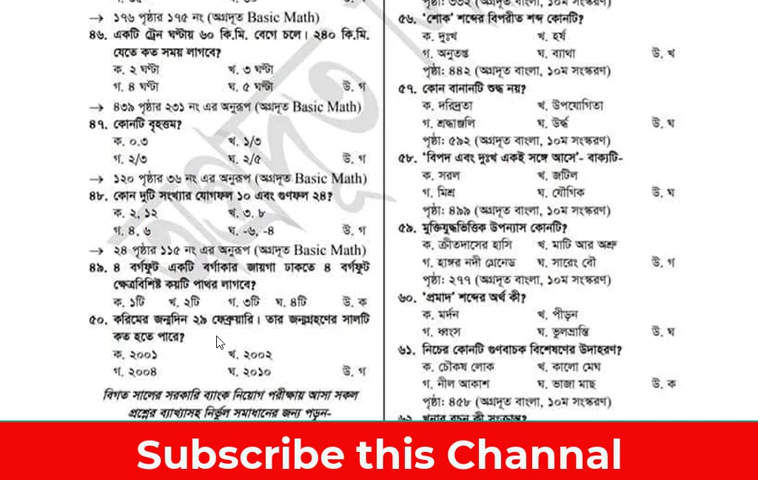 → ১৭৬ পৃষ্ঠার ১৭৫ নং (অগ্রদূত Basic Math)
৪৬. একটি ট্রেন ঘণ্টায় ৬০ কি.মি. বেগে চলে। ২৪০ কি.মি.
যেতে কত সময় লাগবে?
ক. ২ ঘণ্টা খ. ৩ ঘণ্টা
গ. ৪ ঘণ্টা ঘ. ৫ ঘণ্টা উ. গ
→ ৪৩৯ পৃষ্ঠার ২৩১ নং এর অনুরূপ (অগ্রদূত Basic Math)
৪৭. কোনটি বৃহত্তম?
ক. ০.৩ খ. ১/৩
গ. ২/৩ ঘ. ২/৫ উ. গ
→ ১২০ পৃষ্ঠার ৩৬ নং এর অনুরূপ (অগ্রদূত Basic Math)
৪৮. কোন দুটি সংখ্যার যোগফল ১০ এবং গুণফল ২৪?
ক. ২, ১২ খ. ৩, ৮
গ. ৪, ৬ ঘ. -৬, -৪ উ. গ
→ ২৪ পৃষ্ঠার ১১৫ নং এর অনুরূপ (অগ্রদূত Basic Math)
৪৯. ৪ বর্গফুট একটি বর্গাকার জায়গা ঢাকতে ৪ বর্গফুট
ক্ষেত্রবিশিষ্ট কয়টি পাথর লাগবে?
ক. ১টি খ. ২টি গ. ৩টি ঘ. ৪টি উ. ক
৫০. করিমের জন্মদিন ২৯ ফেব্রুয়ারি। তার জন্মগ্রহণের সালটি
কত হতে পারে?
ক. ২০০১ খ. ২০০২
গ. ২০০৪ ঘ. ২০১০ উ. গ
বিগত সালের সরকারি ব্যাংক নিয়োগ পরীক্ষায় আসা সকল
প্রশ্নের ব্যাখ্যাসহ নির্ভুল সমাধানের জন্য পড়ুন-
৫৬. ‘শোক’ শব্দের বিপরীত শব্দ কোনটি?
ক. দুঃখ খ. হর্ষ
গ. অনুতপ্ত ঘ. ব্যাথা উ. খ
পৃষ্ঠা: ৪৪২ (অগ্রদূত বাংলা, ১০ম সংস্করণ)
৫৭. কোন বানানটি শুদ্ধ নয়?
ক. দরিদ্রতা খ. উপযোগিতা
গ. শ্রদ্ধাঞ্জলি ঘ. উর্দ্ধ উ. ঘ
পৃষ্ঠা: ৫৯২ (অগ্রদূত বাংলা, ১০ম সংস্করণ)
৫৮. ‘বিপদ এবং দুঃখ একই সঙ্গে আসে’- বাক্যটি-
ক. সরল খ. জটিল
গ. মিশ্র ঘ. যৌগিক উ. ঘ
পৃষ্ঠা: ৪৯৯ (অগ্রদূত বাংলা, ১০ম সংস্করণ)
৫৯. মুক্তিযুদ্ধভিত্তিক উপন্যাস কোনটি?
ক. ক্রীতদাসের হাসি খ. মাটি আর অশ্রু
গ. হাঙ্গর নদী গ্রেনেড ঘ. সারেং বৌ উ. গ
পৃষ্ঠা: ২৭৭ (অগ্রদূত বাংলা, ১০ম সংস্করণ)
৬০. ‘প্রমাদ’ শব্দের অর্থ কী?
ক. মর্দন খ. পীড়ন
গ. ধ্বংস ঘ. ভুলভ্রান্তি উ. ঘ
৬১. নিচের কোনটি গুণবাচক বিশেষণের উদাহরণ?
ক. চৌকষ লোক খ. কালো মেঘ
গ. নীল আকাশ ঘ. ভাজা মাছ উ. ক
পৃষ্ঠা: ৪৫৮ (অগ্রদূত বাংলা, ১০ম সংস্করণ)
Subscribe this Channal